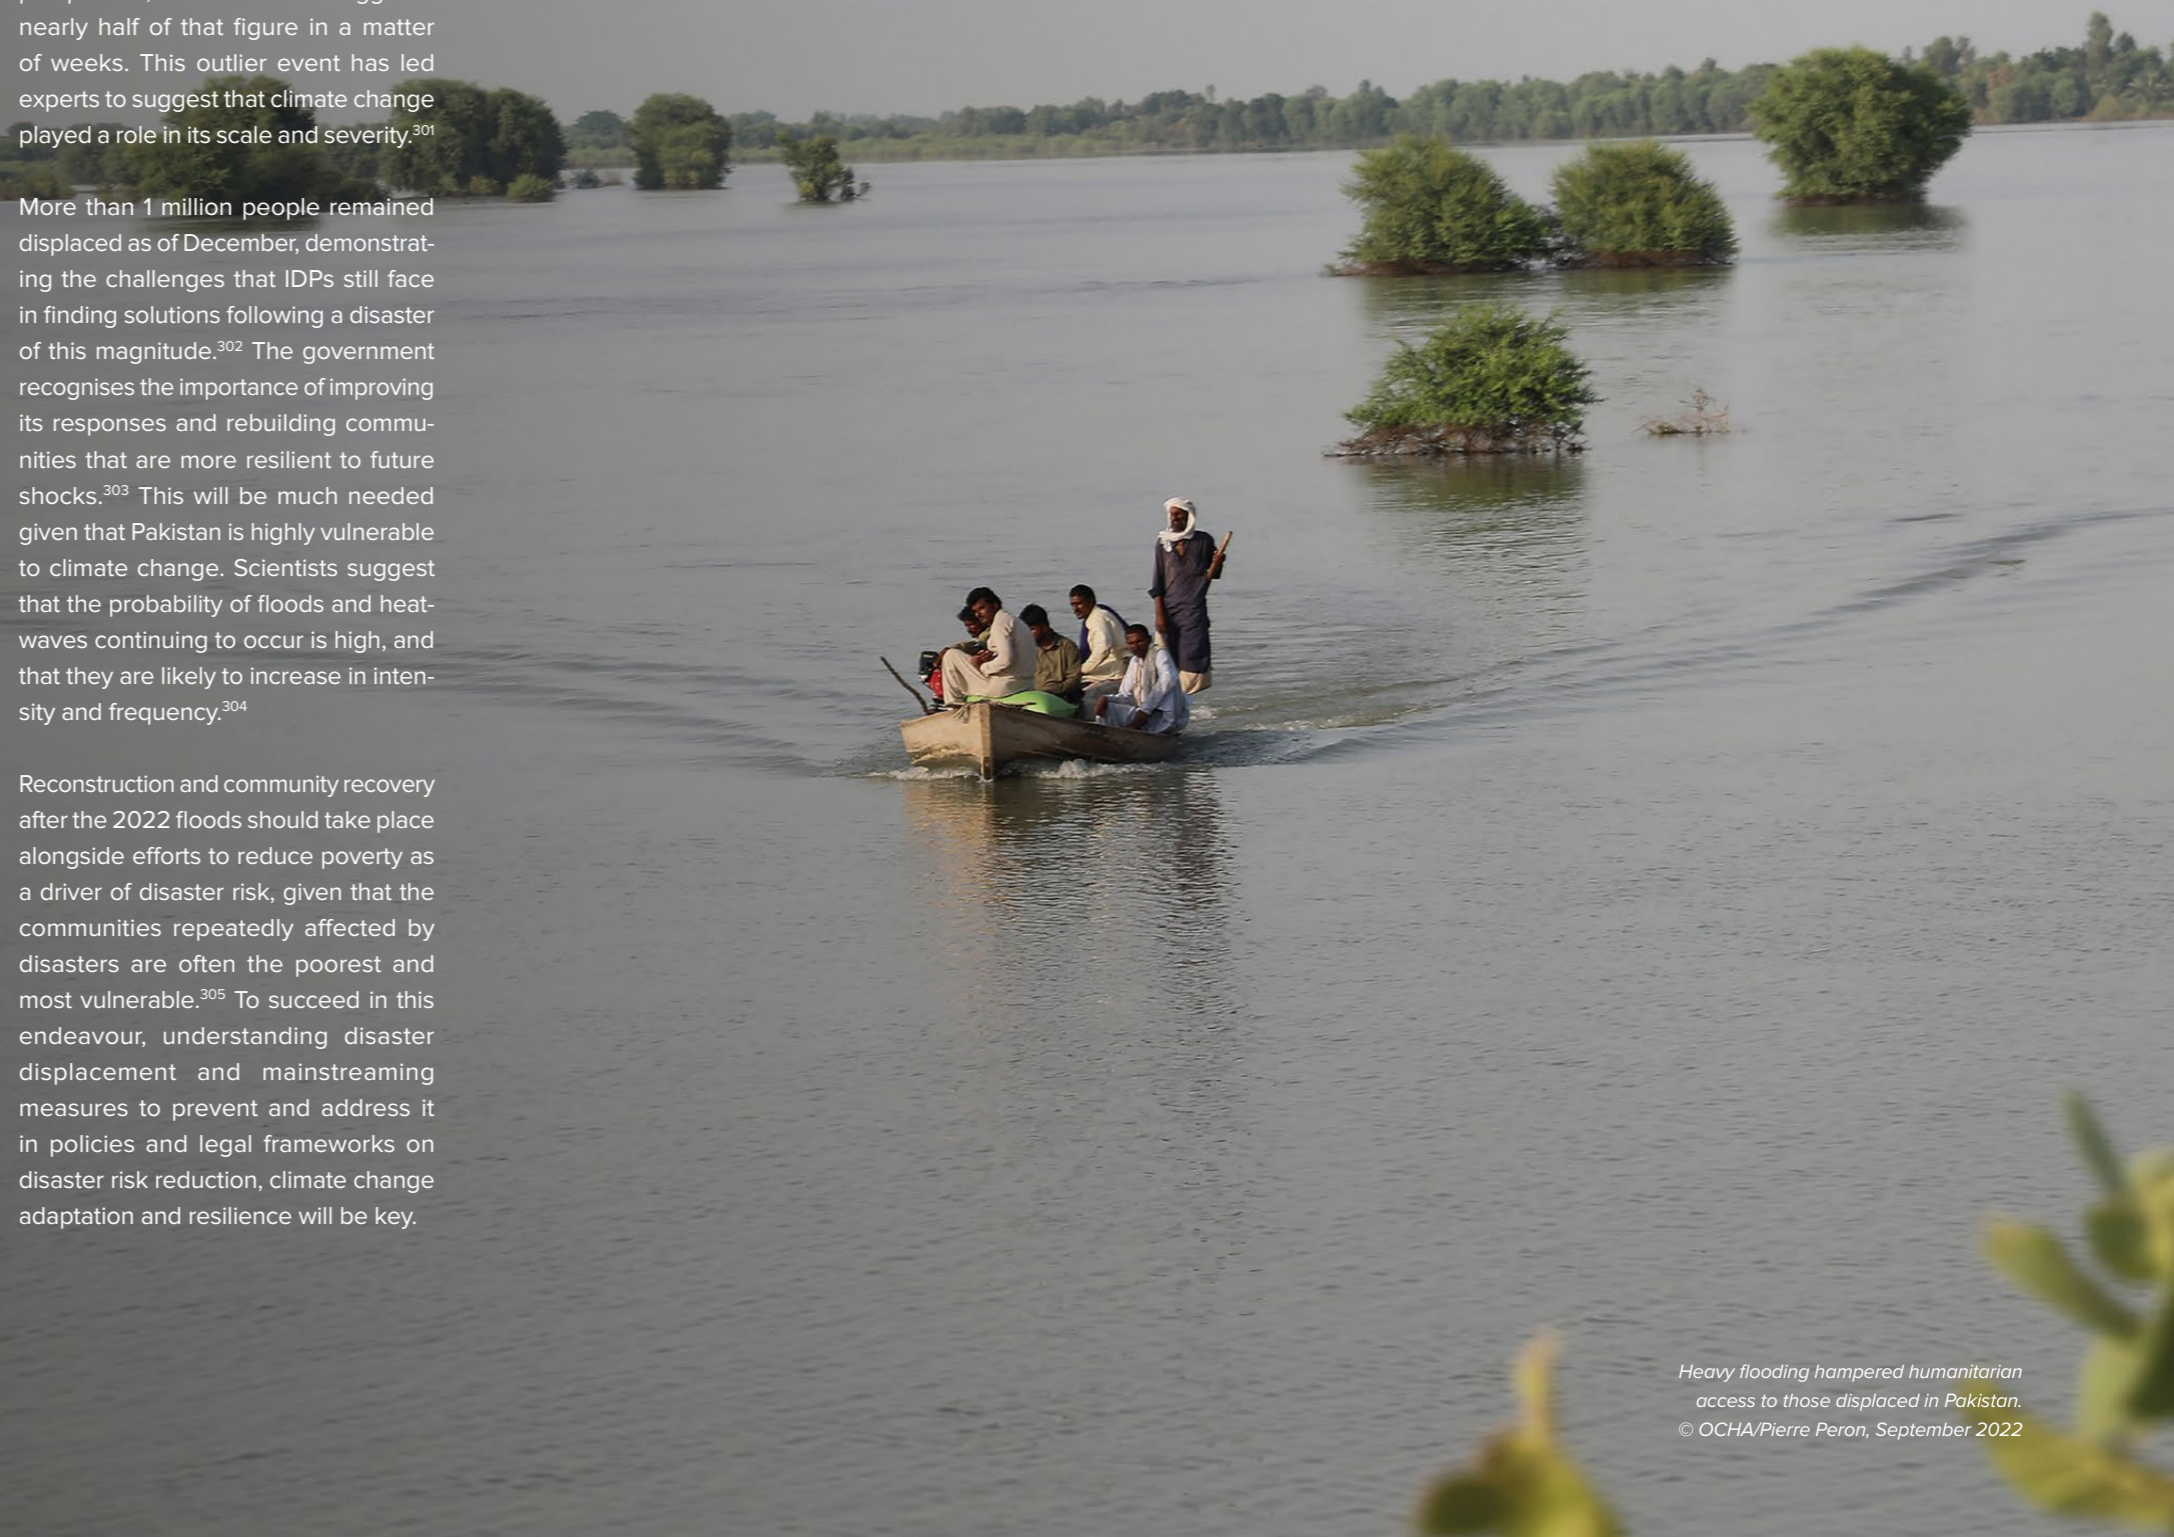 nearly half of that figure in a matter
of weeks. This outlier event has led
experts to suggest that climate change
played a role in its scale and severity.301
More than 1 million people remained
displaced as of December, demonstrat-
ing the challenges that IDPs still face
in finding solutions following a disaster
of this magnitude.302 The government
recognises the importance of improving
its responses and rebuilding commu-
nities that are more resilient to future
shocks.303 This will be much needed
given that Pakistan is highly vulnerable
to climate change. Scientists suggest
that the probability of floods and heat-
waves continuing to occur is high, and
that they are likely to increase in inten-
sity and frequency.304
Reconstruction and community recovery
after the 2022 floods should take place
alongside efforts to reduce poverty as
a driver of disaster risk, given that the
communities repeatedly affected by
disasters are often the poorest and
most vulnerable.305 To succeed in this
endeavour, understanding disaster
displacement and mainstreaming
measures to prevent and address it
in policies and legal frameworks on
disaster risk reduction, climate change
adaptation and resilience will be key.
Heavy flooding hampered humanitarian
access to those displaced in Pakistan.
© OCHA/Pierre Peron, September 2022